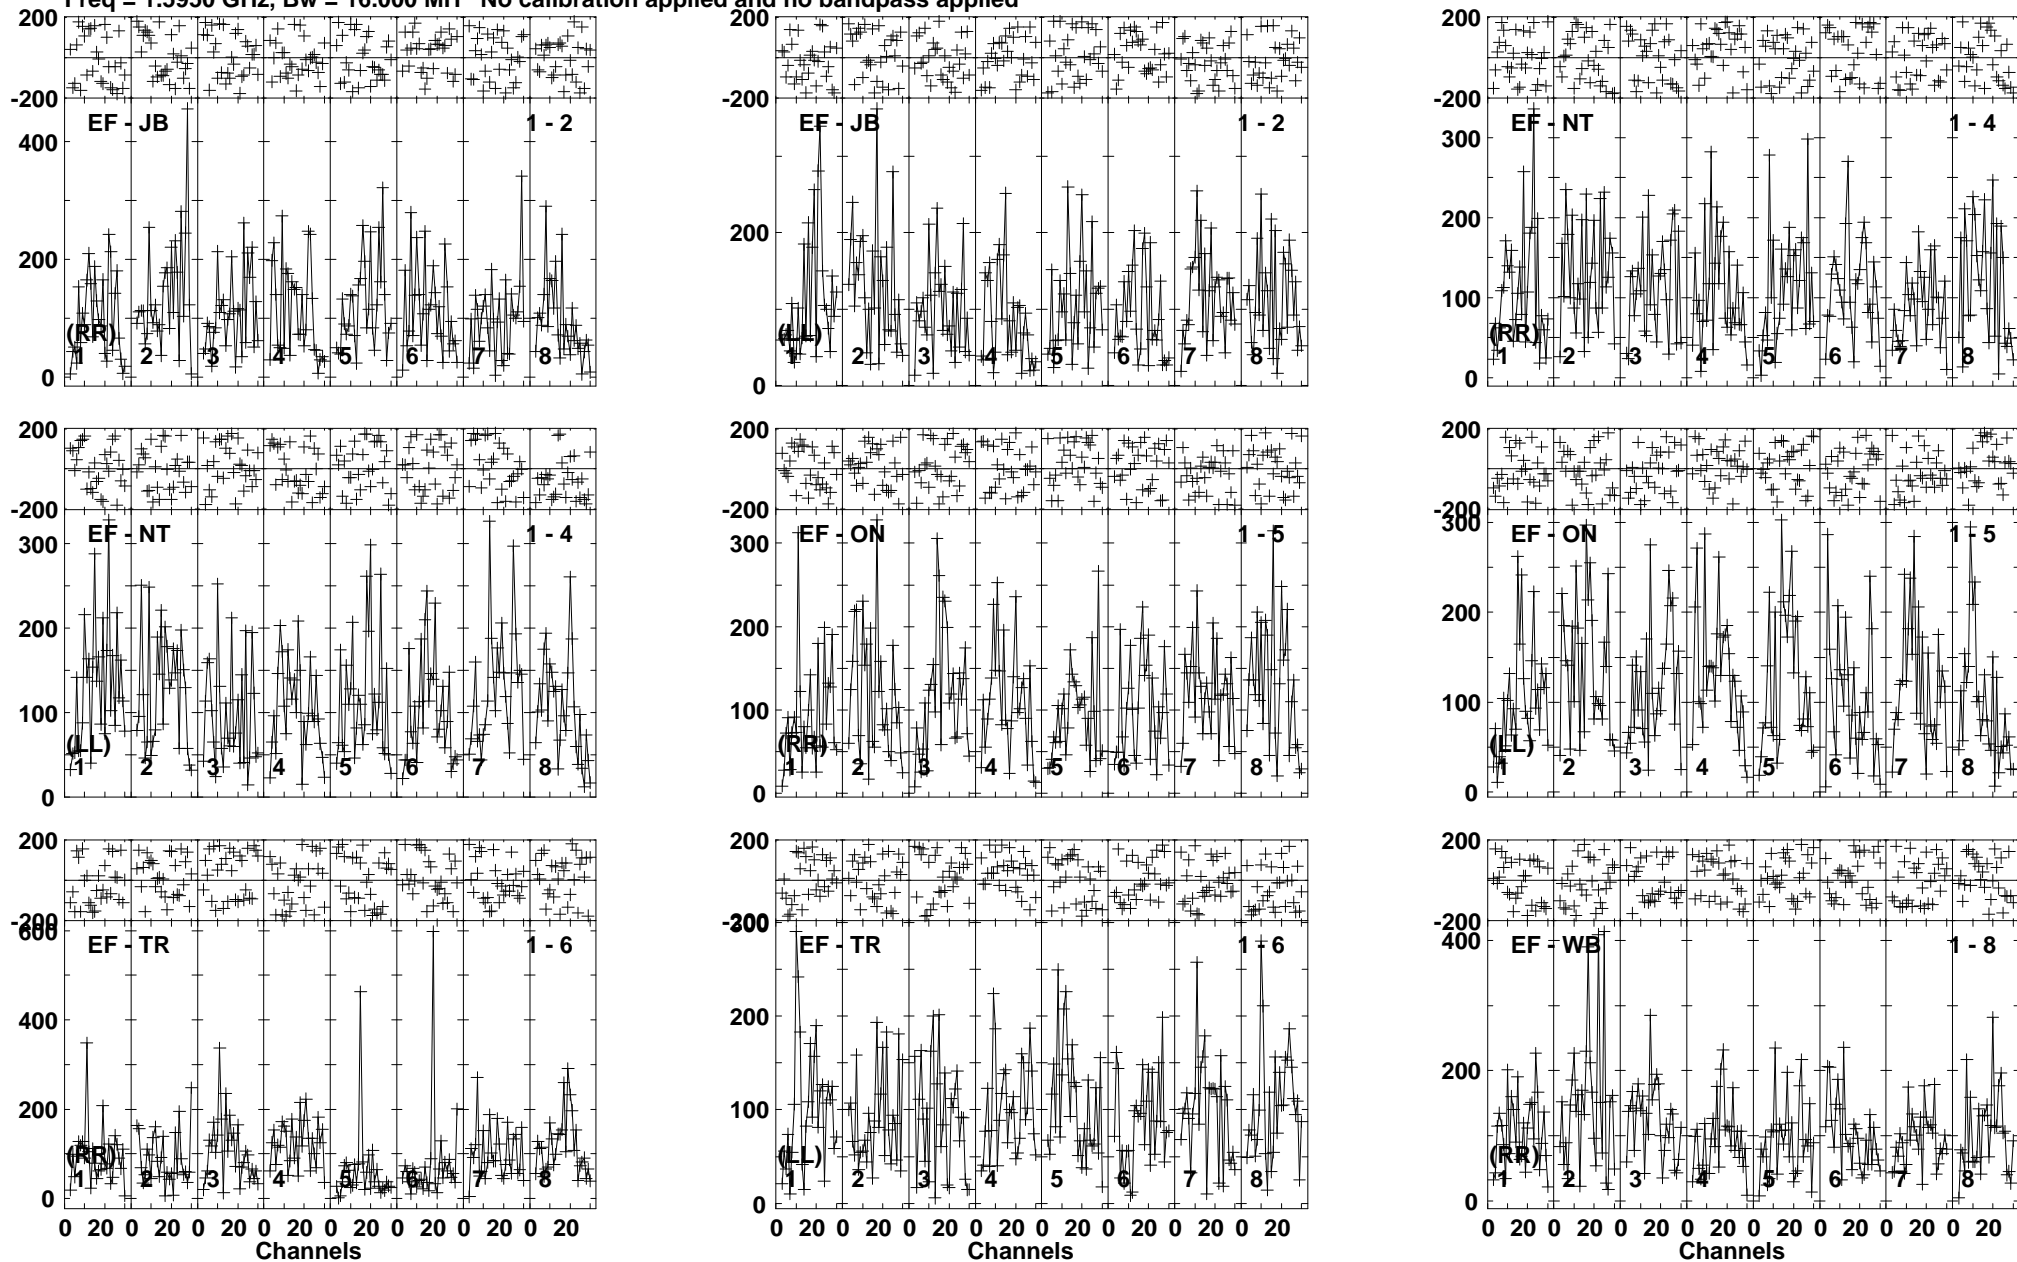 Freq = 1.5950 GHz, Bw = 16.000 MH No calibration applied and no bandpass applied
200 200 200
-200 -200 -200
EF - JB 1 - 2 EF - JB 1 - 2 EF - NT 1 - 4
400 300
200 200 200
100
(RR) (LL) (RR)
1 2 3 4 5 6 7 8 1 2 3 4 5 6 7 8 1 2 3 4 5 6 7 8
0 0 0
200 200 200
-200 -200 -200
EF - NT 1 - 4 EF - ON 1 - 5 EF - ON 1 - 5
300 300 300
200 200 200
100 100 100
(LL) (RR) (LL)
1 2 3 4 5 6 7 8 1 2 3 4 5 6 7 8 1 2 3 4 5 6 7 8
0 0 0
200 200 200
-200 -200 -200
EF - TR 1 - 6 EF - TR 1 - 6 EF - WB 1 - 8
600 300 400
400 200 200
200 100
(RR) (LL) (RR)
1 2 3 4 5 6 7 8 1 2 3 4 5 6 7 8 1 2 3 4 5 6 7 8
0 0 0
0 20 0 20 0 20 0 20 0 20 0 20 0 20 0 20 0 20 0 20 0 20 0 20 0 20 0 20 0 20 0 20 0 20 0 20 0 20 0 20 0 20 0 20 0 20 0 20
Channels Channels Channels